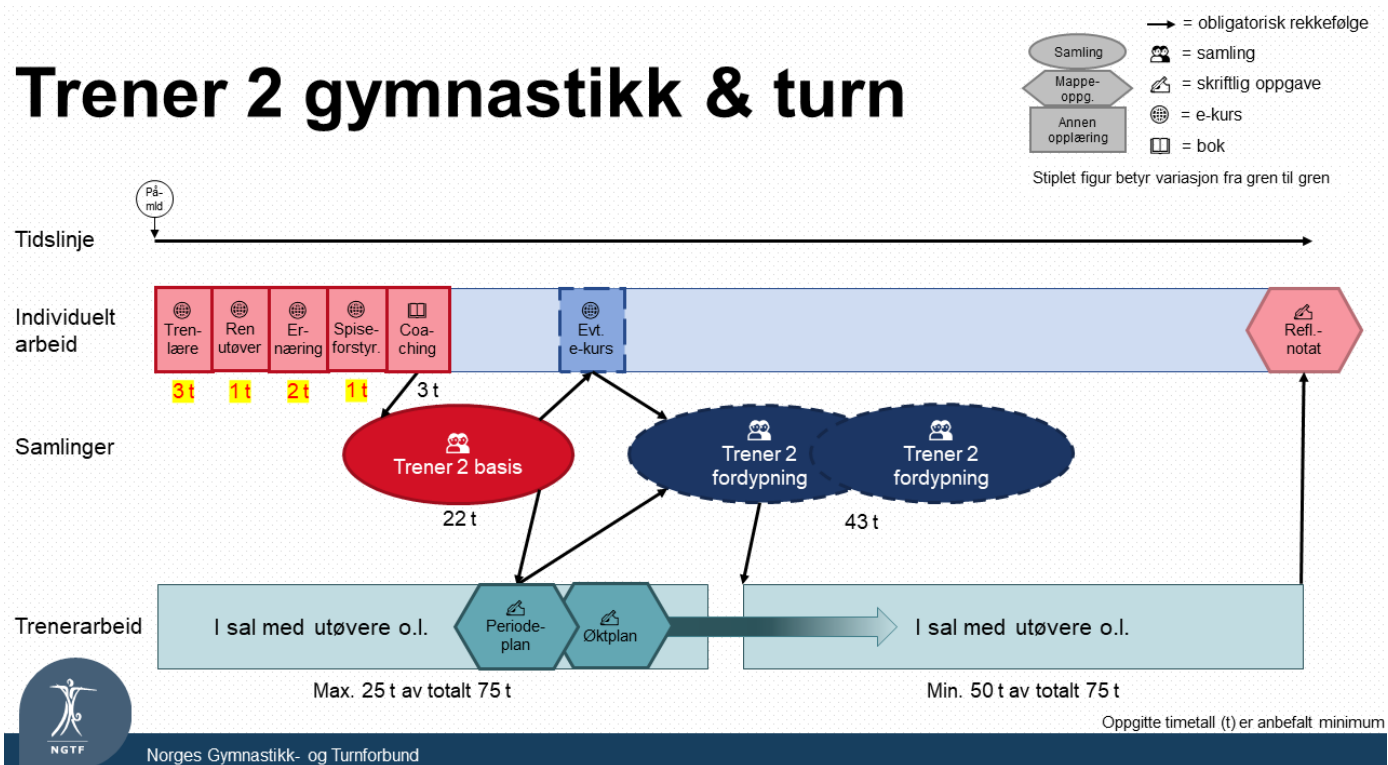 Trener 2 gymnastikk & turn
Samling
Mappe-
oppg.
Annen
opplæring
= obligatorisk rekkefølge
= samling
= skriftlig oppgave
= e-kurs
= bok
Stiplet figur betyr variasjon fra gren til gren
På-
mld
Tidslinje
Individuelt
arbeid
Tren-
lære
3 t
Ren
utøver
1 t
Er-
næring
2 t
Spise-
forstyr.
1 t
Coa-
ching
3 t
Evt.
e-kurs
Refl.-
notat
Samlinger
Trener 2 basis
22 t
Trener 2
fordypning
Trener 2
fordypning
43 t
Trenerarbeid
I sal med utøvere o.l.
Periode-
plan
Øktplan
I sal med utøvere o.l.
Max. 25 t av totalt 75 t
Min. 50 t av totalt 75 t
Oppgitte timetall (t) er anbefalt minimum
NGTF
Norges Gymnastikk- og Turnforbund